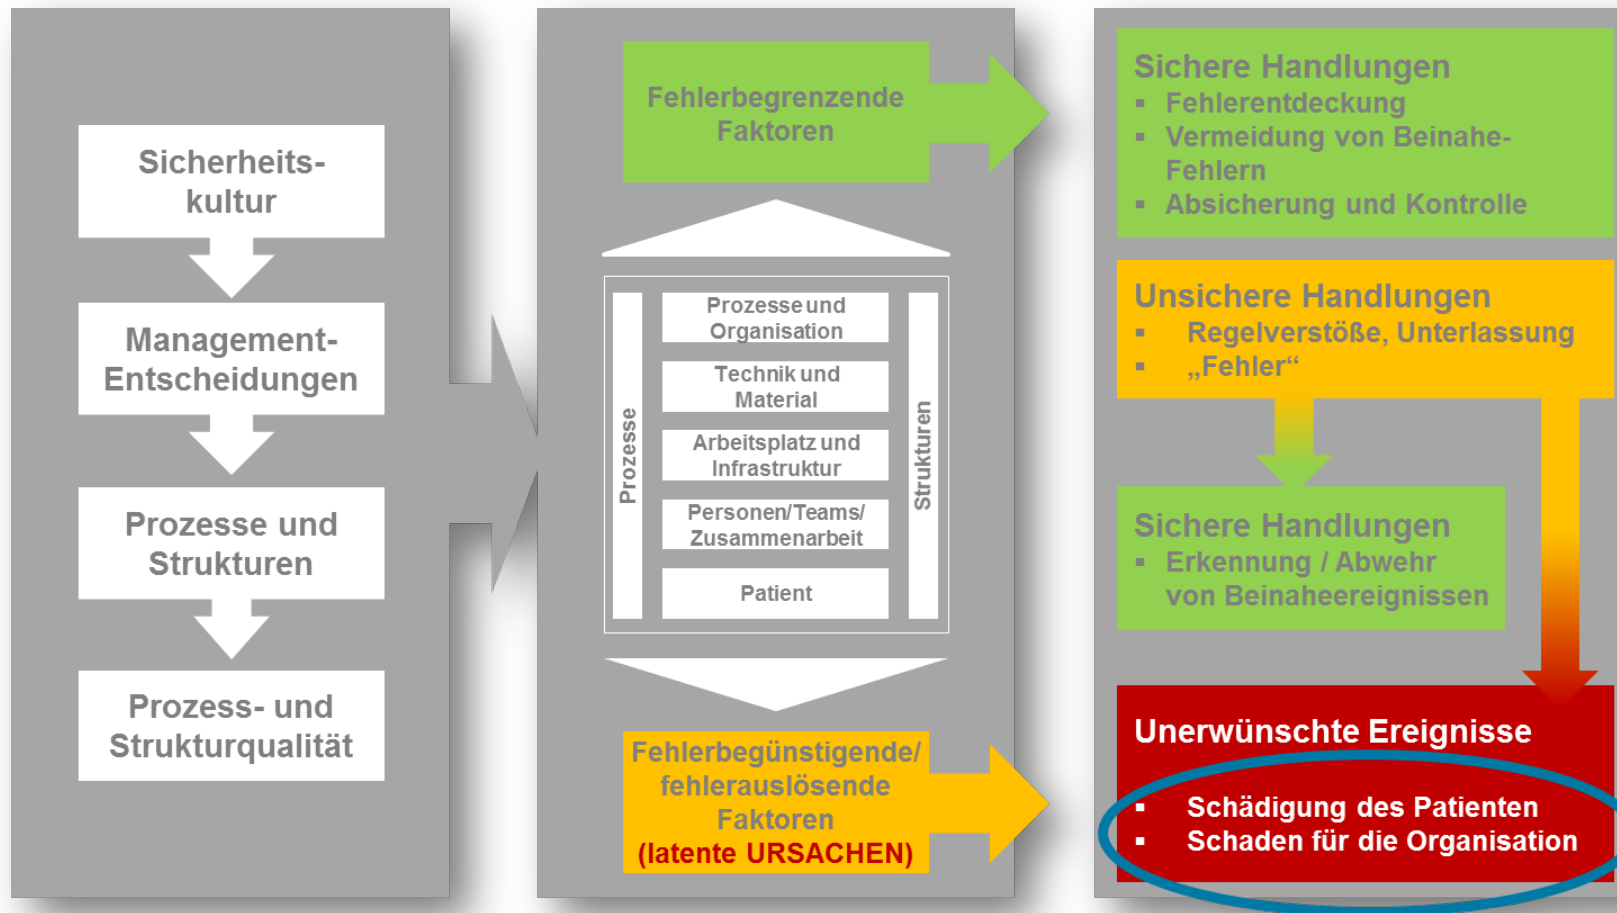 Sicherheits-
kultur
Management-
Entscheidungen
Prozesse und
Strukturen
Prozess- und
Strukturqualität
Fehlerbegrenzende
Faktoren
Prozesse
Prozesse und
Organisation
Technik und
Material
Arbeitsplatz und
Infrastruktur
Personen/Teams/
Zusammenarbeit
Patient
Strukturen
Fehlerbegünstigende/
fehlerauslösende
Faktoren
(latente URSACHEN)
Sichere Handlungen
▪ Fehlerentdeckung
▪ Vermeidung von Beinahe-
Fehlern
▪ Absicherung und Kontrolle
Unsichere Handlungen
▪ Regelverstöße, Unterlassung
▪ „Fehler“
Sichere Handlungen
▪ Erkennung / Abwehr
von Beinaheereignissen
Unerwünschte Ereignisse
▪ Schädigung des Patienten
▪ Schaden für die Organisation